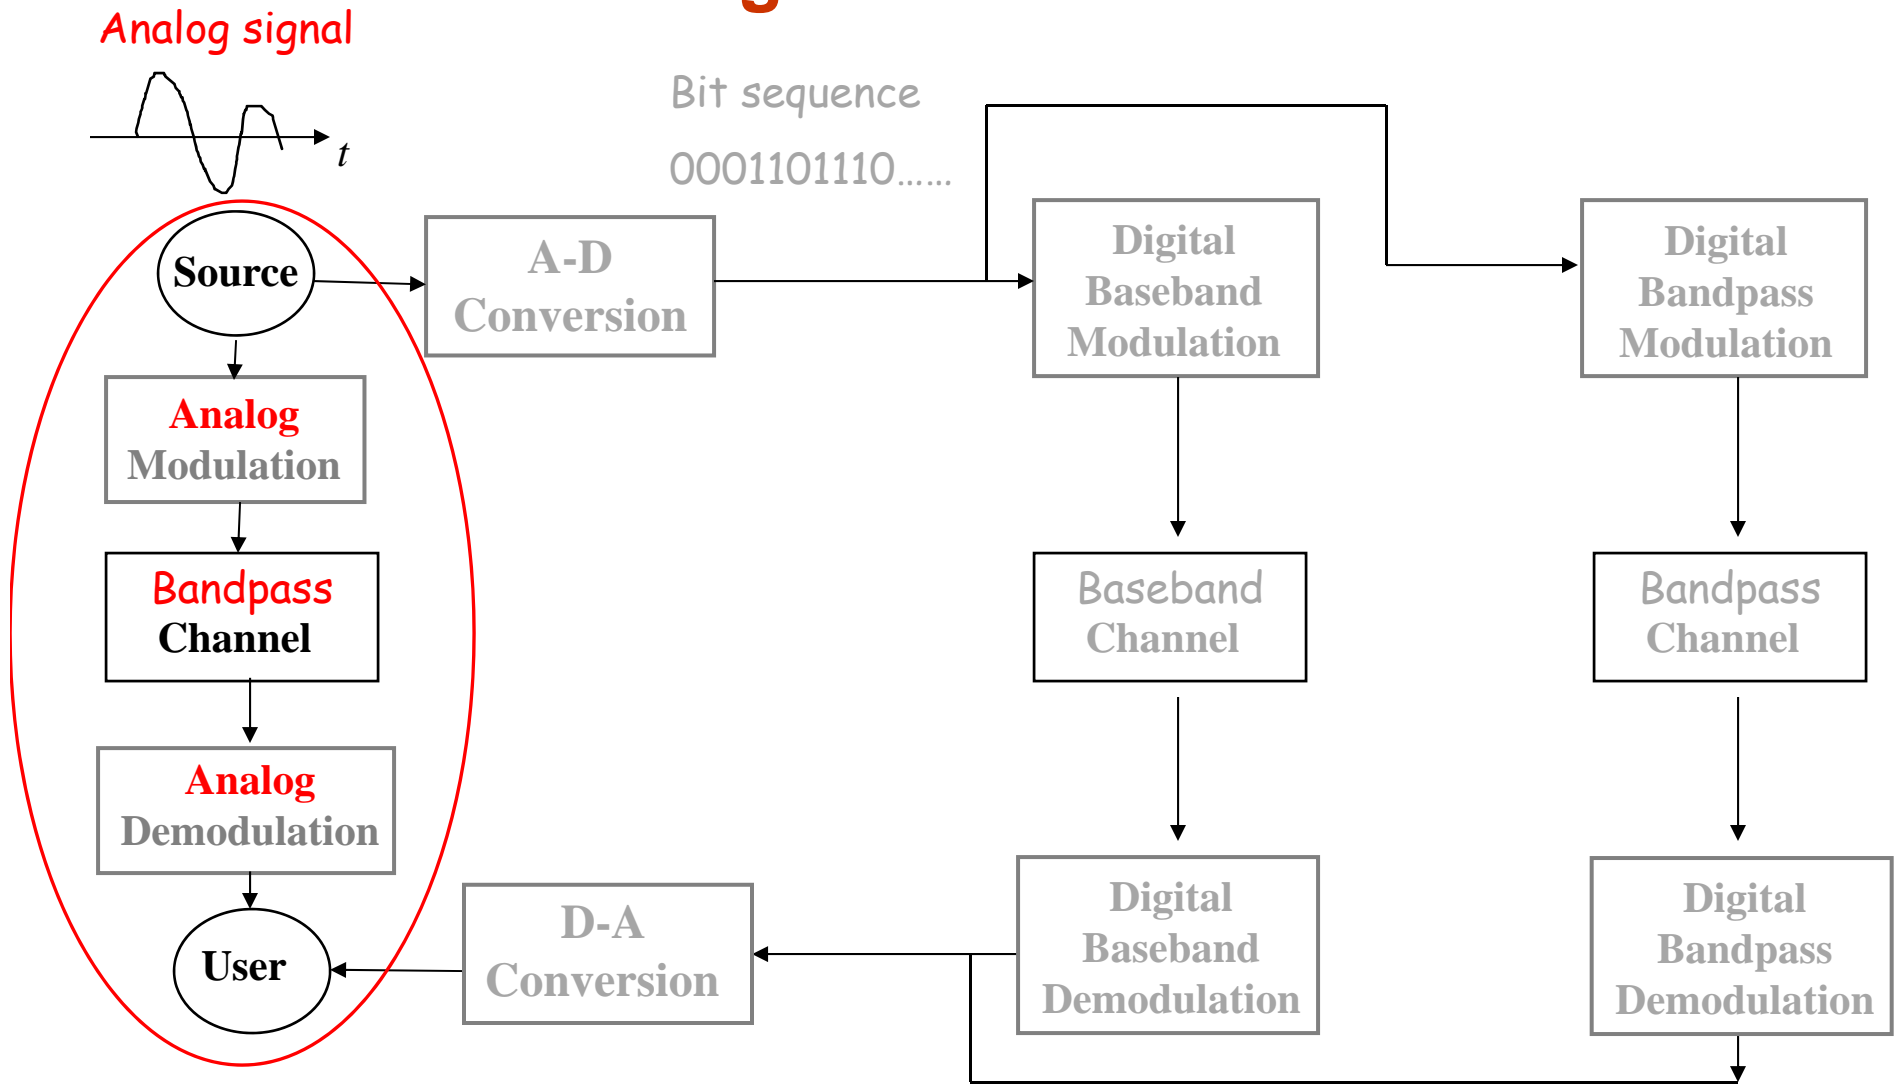 Analog signal
t
Bit sequence
0001101110......
Source
A-D
Conversion
Digital
Baseband
Modulation
Digital
Bandpass
Modulation
Analog
Modulation
Bandpass
Channel
Baseband
Channel
Bandpass
Channel
Analog
Demodulation
User
D-A
Conversion
Digital
Baseband
Demodulation
Digital
Bandpass
Demodulation